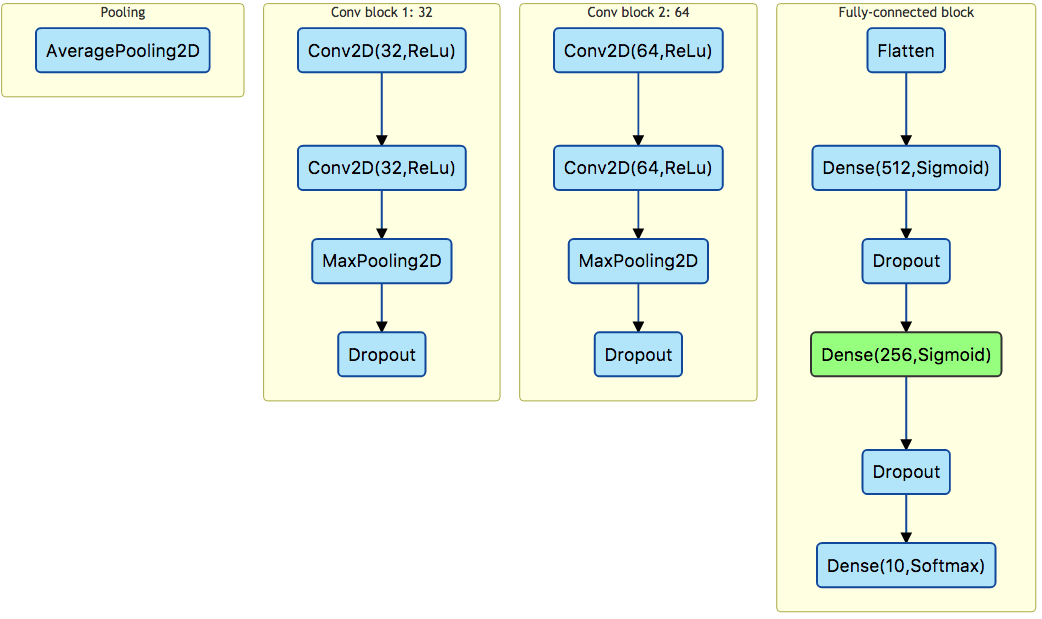 Pooling
AveragePooling2D
Conv block 1: 32
Conv2D(32,ReLu)
Conv2D(32,ReLu)
MaxPooling2D
Dropout
Conv block 2: 64
Conv2D(64,ReLu)
Conv2D(64,ReLu)
MaxPooling2D
Dropout
Fully-connected block
Flatten
Dense(512,Sigmoid)
Dropout
Dense(256,Sigmoid)
Dropout
Dense(10,Softmax)